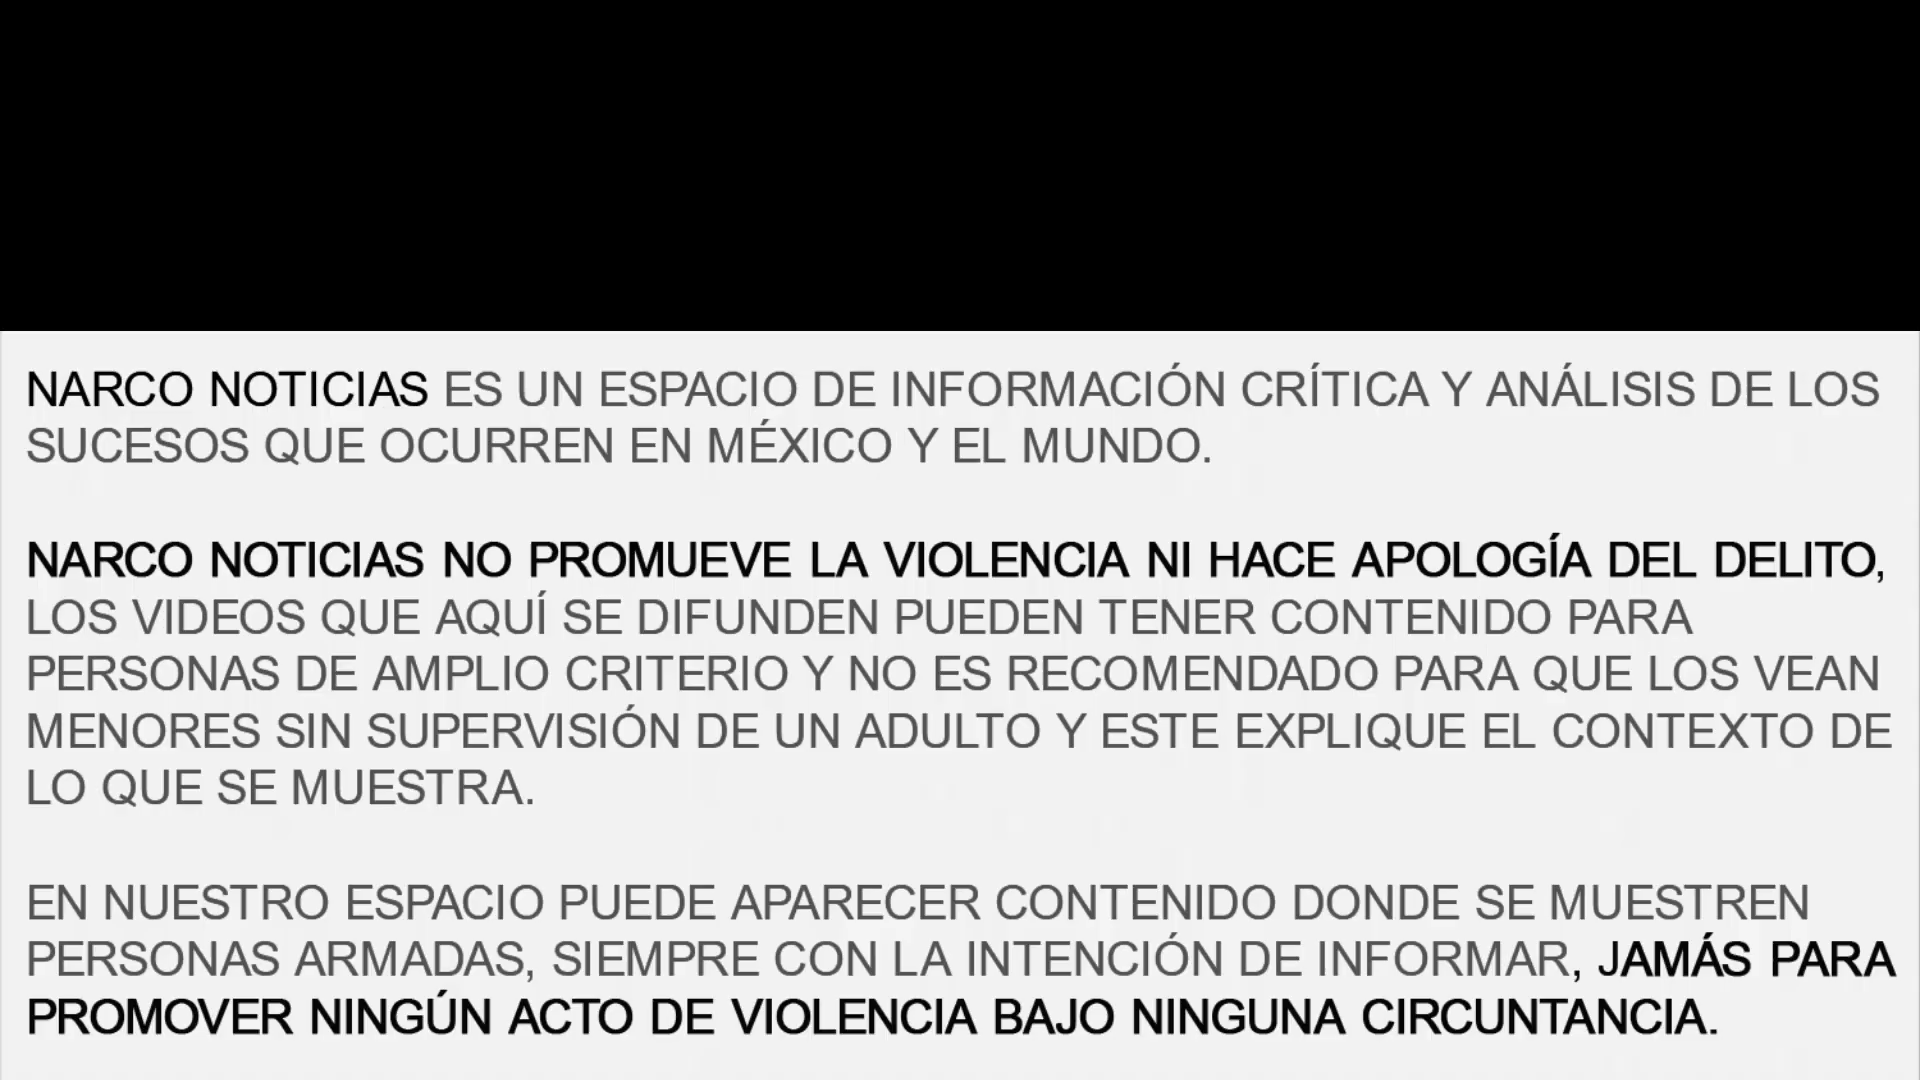 NARCO NOTICIAS ES UN ESPACIO DE INFORMACIÓN CRÍTICA Y ANÁLISIS DE LOS
SUCESOS QUE OCURREN EN MÉXICO Y EL MUNDO.
NARCO NOTICIAS NO PROMUEVE LA VIOLENCIA NI HACE APOLOGÍA DEL DELITO,
LOS VIDEOS QUE AQUÍ SE DIFUNDEN PUEDEN TENER CONTENIDO PARA
PERSONAS DE AMPLIO CRITERIO Y NO ES RECOMENDADO PARA QUE LOS VEAN
MENORES SIN SUPERVISIÓN DE UN ADULTO Y ESTE EXPLIQUE EL CONTEXTO DE
LO QUE SE MUESTRA.
EN NUESTRO ESPACIO PUEDE APARECER CONTENIDO DONDE SE MUESTREN
PERSONAS ARMADAS, SIEMPRE CON LA INTENCIÓN DE INFORMAR, JAMÁS PARA
PROMOVER NINGÚN ACTO DE VIOLENCIA BAJO NINGUNA CIRCUNTANCIA.